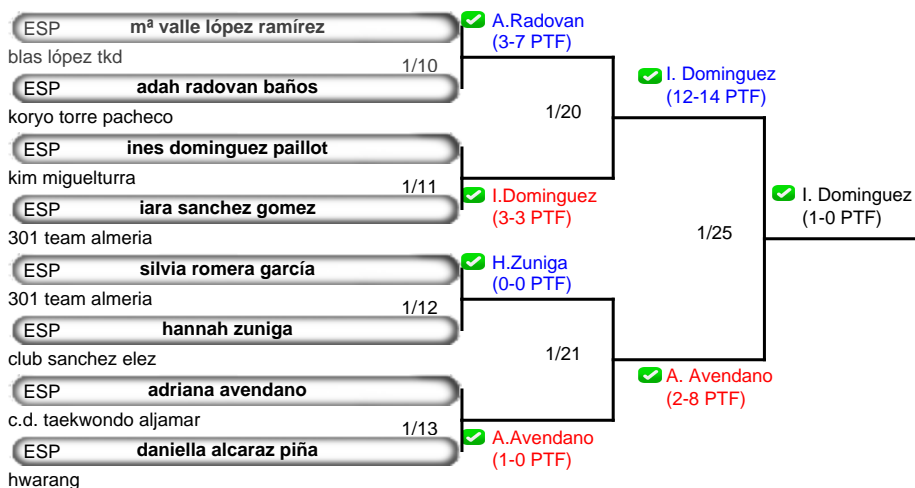 ESP mª valle lópez ramírez
blas lópez tkd
1/10
ESP adah radovan baños
koryo torre pacheco
ESP ines dominguez paillot
kim miguelturra
1/11
ESP iara sanchez gomez
301 team almeria
ESP silvia romera garcía
301 team almeria
1/12
ESP hannah zuniga
club sanchez elez
ESP adriana avendano
c.d. taekwondo aljamar
1/13
ESP daniella alcaraz piña
hwarang
A.Radovan
(3-7 PTF)
1/20
I.Dominguez
(3-3 PTF)
H.Zuniga
(0-0 PTF)
1/21
A.Avendano
(1-0 PTF)
I. Dominguez
(12-14 PTF)
1/25
A. Avendano
(2-8 PTF)
I. Dominguez
(1-0 PTF)